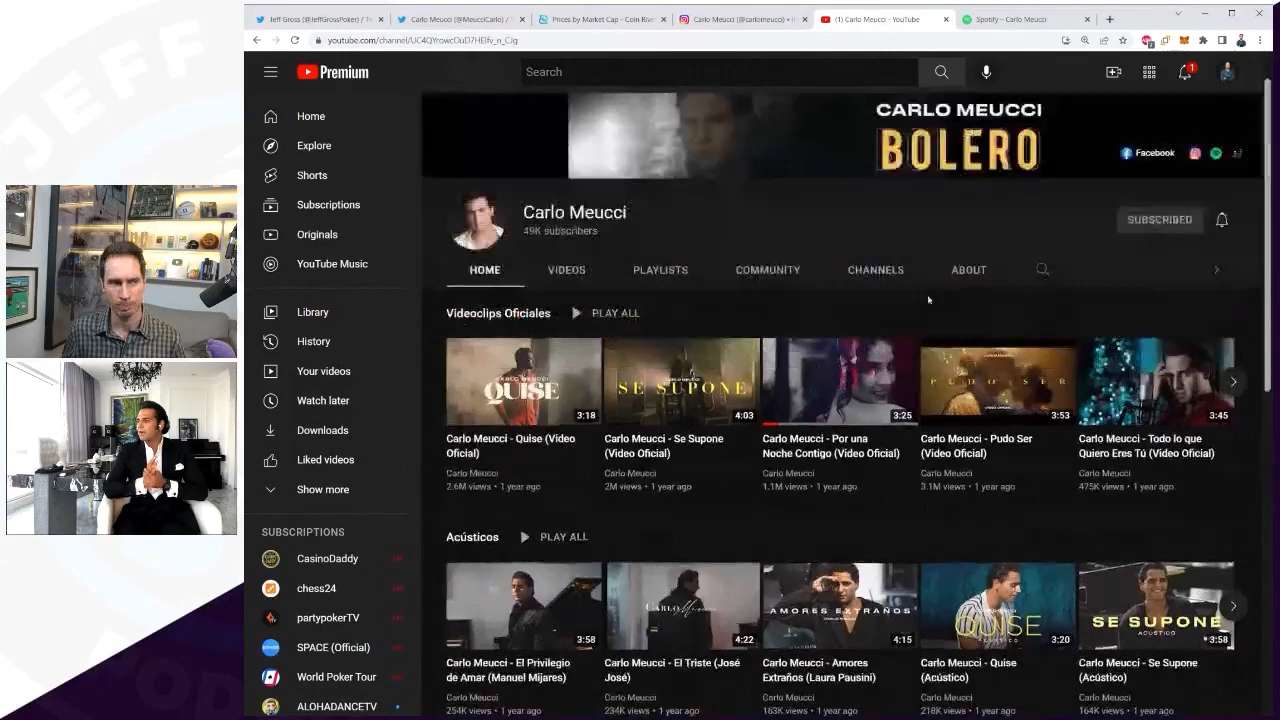 JEFF
Jeff Gross (@JeffGrossPoker) / Tw
Carlo Meucci (@MeucciCarlo) / T
Prices by Market Cap - Coin Rive
Carlo Meucci (@carlomeucci) • I
(1) Carlo Meucci - YouTube
Spotify – Carlo Meucci
Premium
Search
1
Home
Explore
Shorts
Subscriptions
Originals
YouTube Music
Library
History
Your videos
Watch later
Downloads
Liked videos
Show more
SUBSCRIPTIONS
CasinoDaddy
chess24
partypokerTV
SPACE (Official)
World Poker Tour
ALOHADANCETV
CARLO MEUCCI
BOLERO
Facebook
Carlo Meucci
49K subscribers
SUBSCRIBED
HOME VIDEOS PLAYLISTS COMMUNITY CHANNELS ABOUT
Videoclips Oficiales PLAY ALL
QUISE
3:18
SE SUPONE
4:03
3:25
PUDO SER
3:53
3:45
Carlo Meucci - Quise (Video Oficial)
Carlo Meucci
2.6M views • 1 year ago
Carlo Meucci - Se Supone (Video Oficial)
Carlo Meucci
2M views • 1 year ago
Carlo Meucci - Por una Noche Contigo (Video Oficial)
Carlo Meucci
1.1M views • 1 year ago
Carlo Meucci - Pudo Ser (Video Oficial)
Carlo Meucci
3.1M views • 1 year ago
Carlo Meucci - Todo lo que Quiero Eres Tú (Video Oficial)
Carlo Meucci
475K views • 1 year ago
Acústicos PLAY ALL
3:58
4:22
AMORES EXTRAÑOS
4:15
QUISE
ACÚSTICO
3:20
SE SUPONE
ACÚSTICO
3:58
Carlo Meucci - El Privilegio de Amar (Manuel Mijares)
Carlo Meucci
254K views • 1 year ago
Carlo Meucci - El Triste (José José)
Carlo Meucci
234K views • 1 year ago
Carlo Meucci - Amores Extraños (Laura Pausini)
Carlo Meucci
163K views • 1 year ago
Carlo Meucci - Quise (Acústico)
Carlo Meucci
218K views • 1 year ago
Carlo Meucci - Se Supone (Acústico)
Carlo Meucci
164K views • 1 year ago